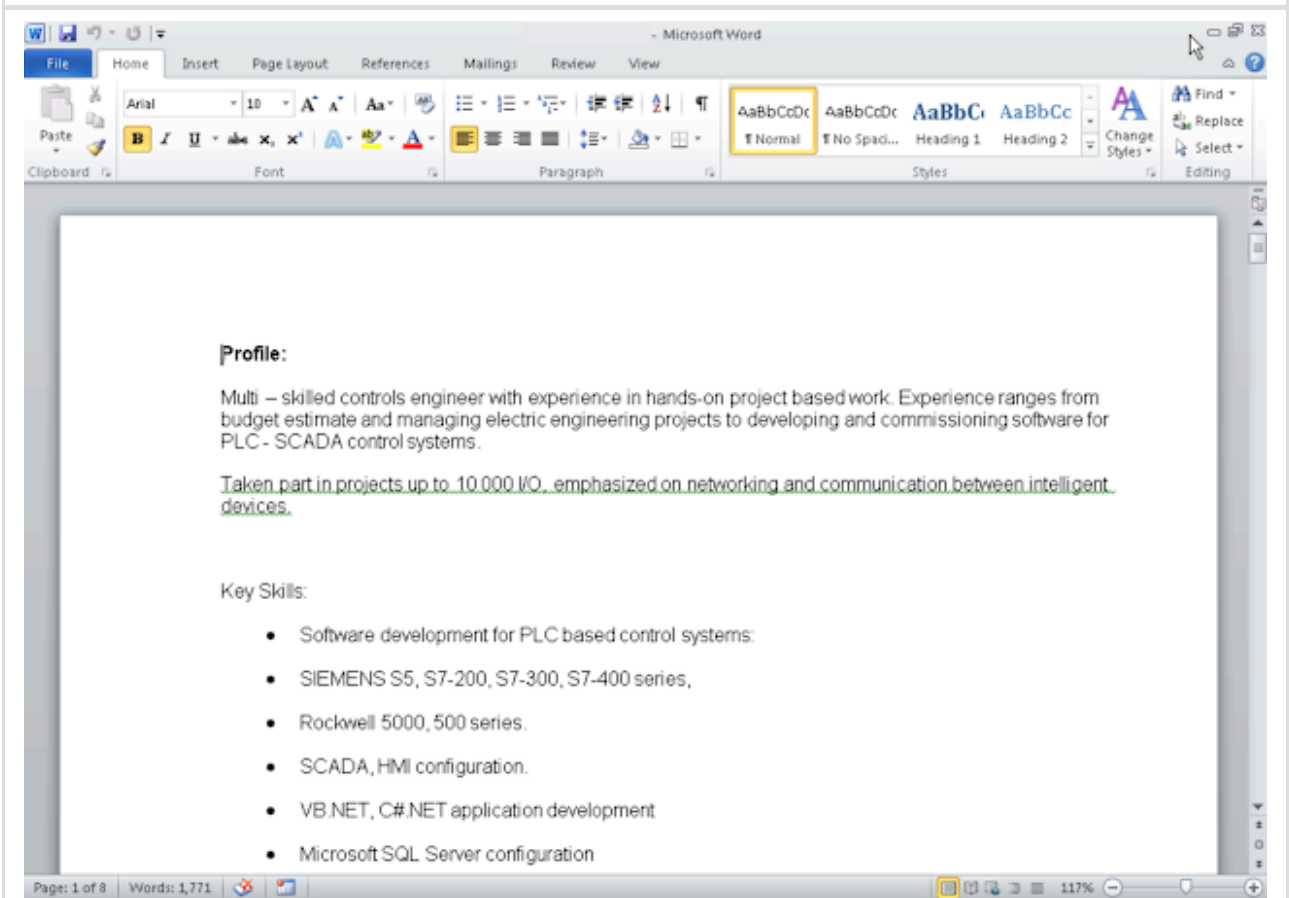 - Microsoft Word
File Home Insert Page Layout References Mailings Review View
Arial 10 Aa Find
Paste B I U abc x, x² A ab A AaBbCcDc AaBbCcDc AaBbC AaBbCc Change Styles Replace
¶ Normal ¶ No Spad... Heading 1 Heading 2 Select
Clipboard Font Paragraph Styles Editing
Profile:
Multi – skilled controls engineer with experience in hands-on project based work. Experience ranges from
budget estimate and managing electric engineering projects to developing and commissioning software for
PLC - SCADA control systems.
Taken part in projects up to 10 000 I/O, emphasized on networking and communication between intelligent
devices.
Key Skills:
• Software development for PLC based control systems:
• SIEMENS S5, S7-200, S7-300, S7-400 series,
• Rockwell 5000, 500 series.
• SCADA, HMI configuration.
• VB.NET, C#.NET application development
• Microsoft SQL Server configuration
Page: 1 of 8 Words: 1,771 117%